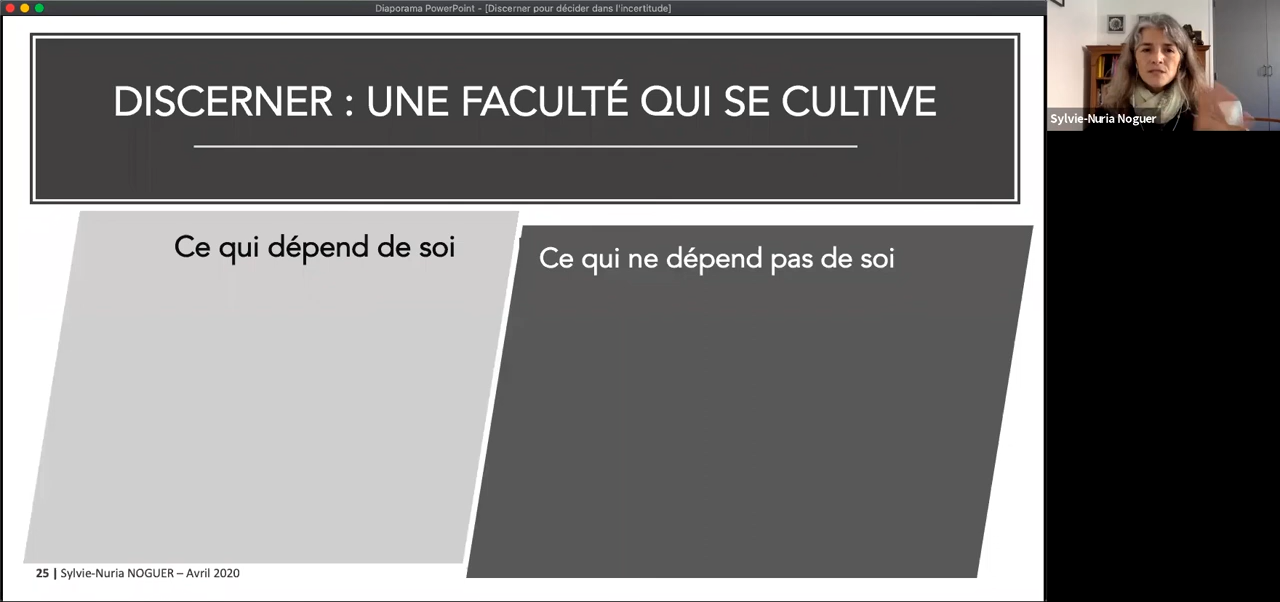 Diaporama PowerPoint - [Discerner pour décider dans l'incertitude]
DISCERNER : UNE FACULTÉ QUI SE CULTIVE
Ce qui dépend de soi
Ce qui ne dépend pas de soi
25 | Sylvie-Nuria NOGUER – Avril 2020
Sylvie-Nuria Noguer